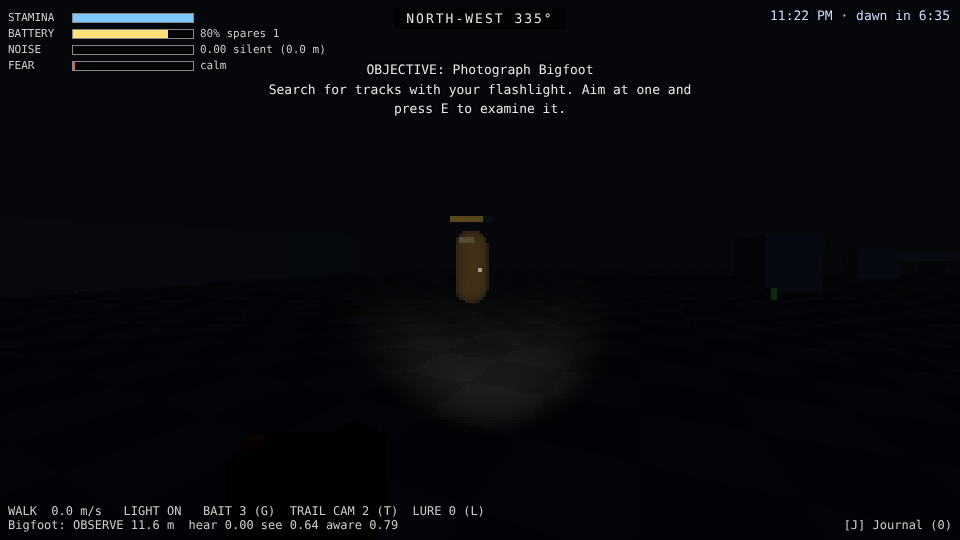 NORTH-WEST 335°
11:22 PM · dawn in 6:35
STAMINA
BATTERY 80% spares 1
NOISE 0.00 silent (0.0 m)
FEAR calm
OBJECTIVE: Photograph Bigfoot
Search for tracks with your flashlight. Aim at one and
press E to examine it.
WALK 0.0 m/s LIGHT ON BAIT 3 (G) TRAIL CAM 2 (T) LURE 0 (L)
Bigfoot: OBSERVE 11.6 m hear 0.00 see 0.64 aware 0.79
[J] Journal (0)